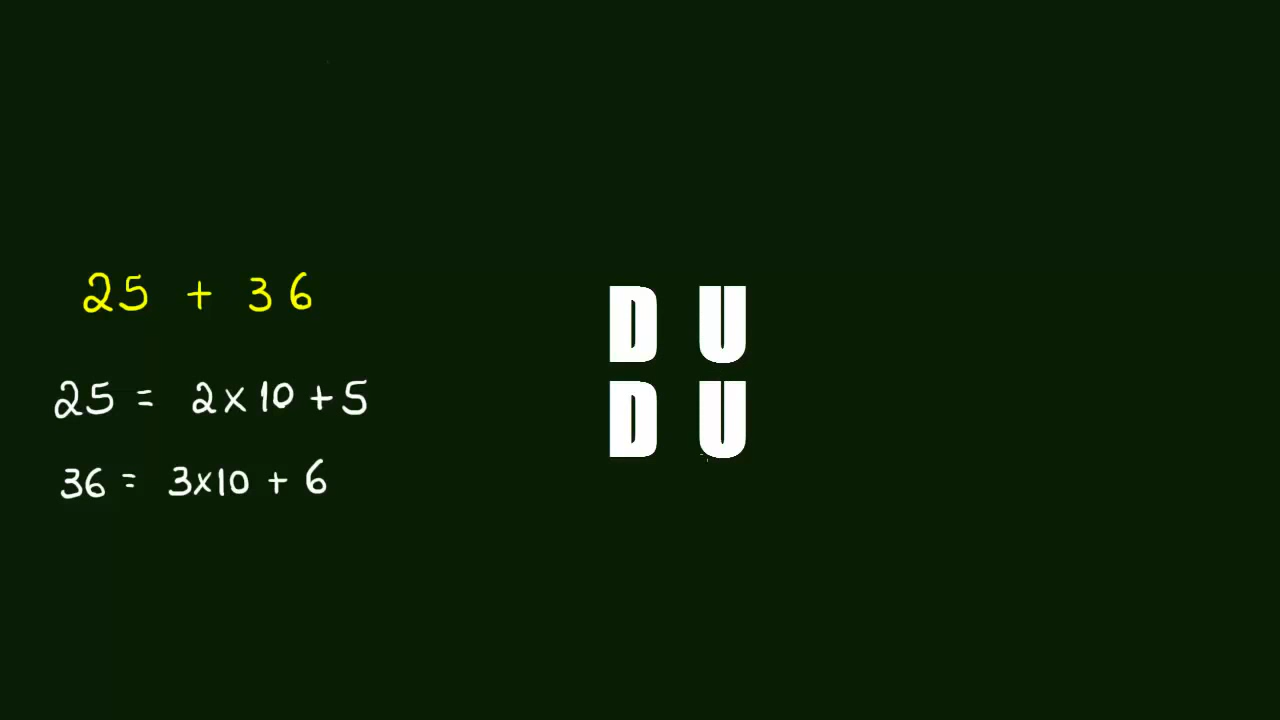 25 + 36
25 = 2x10 + 5
36 = 3x10 + 6
D U
D U